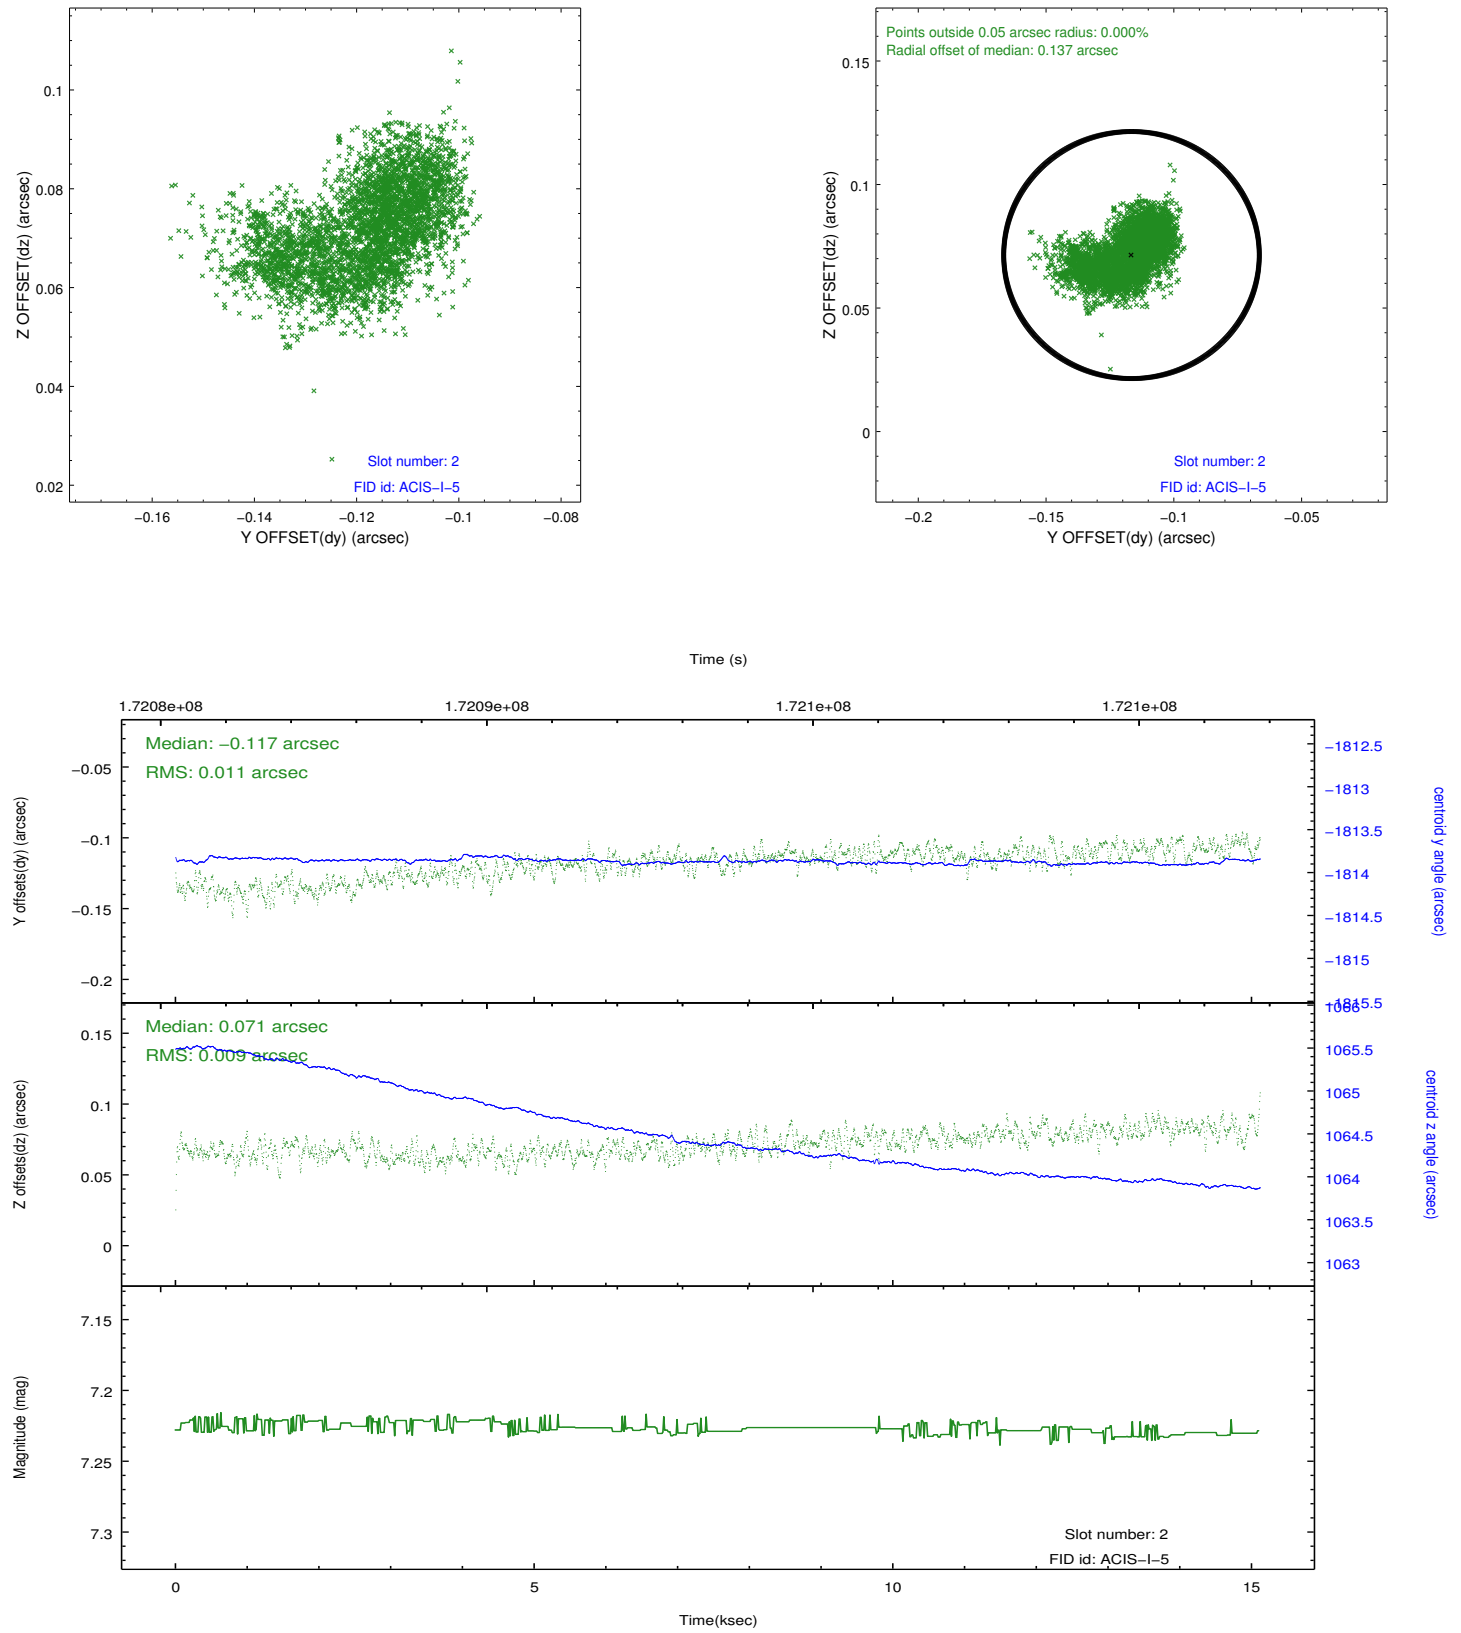 0.1
0.08
0.06
0.04
0.02
Z OFFSET(dz) (arcsec)
Slot number: 2
FID id: ACIS−I−5
−0.16 −0.14 −0.12 −0.1 −0.08
Y OFFSET(dy) (arcsec)
Points outside 0.05 arcsec radius: 0.000%
Radial offset of median: 0.137 arcsec
0.15
0.1
0.05
0
Z OFFSET(dz) (arcsec)
Slot number: 2
FID id: ACIS−I−5
−0.2 −0.15 −0.1 −0.05
Y OFFSET(dy) (arcsec)
Time (s)
1.7208e+08 1.7209e+08 1.721e+08 1.721e+08
Median: −0.117 arcsec
RMS: 0.011 arcsec
−0.05
−0.1
−0.15
−0.2
Y offsets(dy) (arcsec)
−1812.5
−1813
−1813.5
−1814
−1814.5
−1815
−1815.5
centroid y angle (arcsec)
Median: 0.071 arcsec
RMS: 0.009 arcsec
0.15
0.1
0.05
0
Z offsets(dz) (arcsec)
1066
1065.5
1065
1064.5
1064
1063.5
1063
centroid z angle (arcsec)
7.15
7.2
7.25
7.3
Magnitude (mag)
Slot number: 2
FID id: ACIS−I−5
0 5 10 15
Time(ksec)